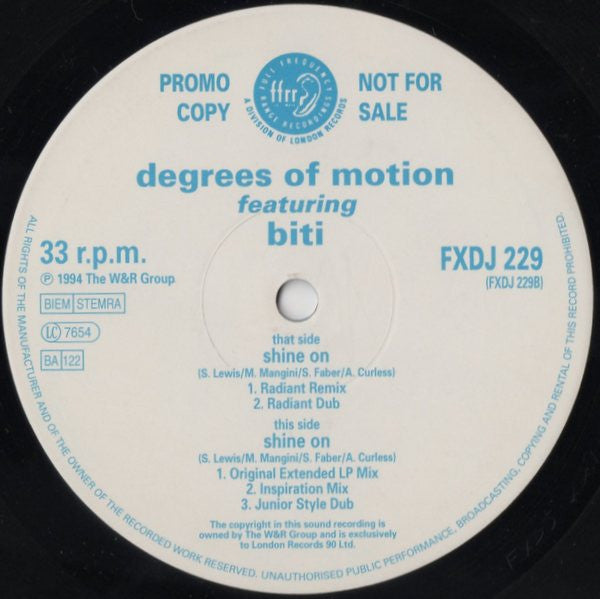 PROMO COPY
NOT FOR SALE
FULL FREQUENCY RANGE RECORDINGS
ffrr
A DIVISION OF LONDON RECORDS
degrees of motion
featuring
biti
33 r.p.m.
℗ 1994 The W&R Group
BIEM STEMRA
LC 7654
BA 122
FXDJ 229
(FXDJ 229B)
that side
shine on
(S. Lewis/M. Mangini/S. Faber/A. Curless)
1. Radiant Remix
2. Radiant Dub
this side
shine on
(S. Lewis/M. Mangini/S. Faber/A. Curless)
1. Original Extended LP Mix
2. Inspiration Mix
3. Junior Style Dub
The copyright in this sound recording is
owned by The W&R Group and is exclusively
to London Records 90 Ltd.
ALL RIGHTS OF THE MANUFACTURER AND OF THE OWNER OF THE RECORDED WORK RESERVED. UNAUTHORISED PUBLIC PERFORMANCE, BROADCASTING, COPYING AND RENTAL OF THIS RECORD PROHIBITED.